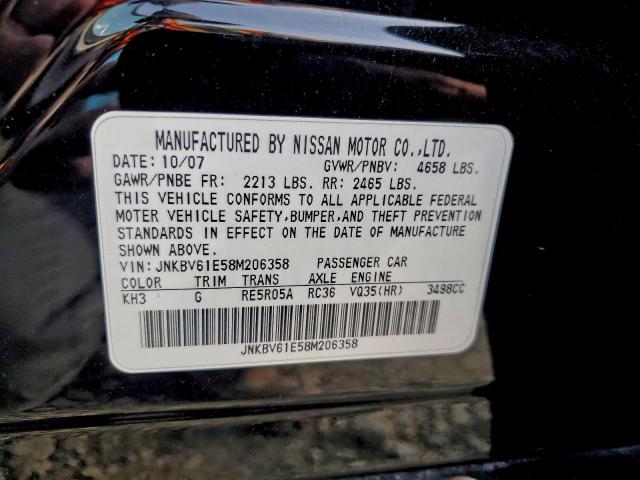 MANUFACTURED BY NISSAN MOTOR CO.,LTD.
DATE: 10/07 GVWR/PNBV: 4658 LBS.
GAWR/PNBE FR: 2213 LBS. RR: 2465 LBS.
THIS VEHICLE CONFORMS TO ALL APPLICABLE FEDERAL
MOTOR VEHICLE SAFETY,BUMPER,AND THEFT PREVENTION
STANDARDS IN EFFECT ON THE DATE OF MANUFACTURE
SHOWN ABOVE.
VIN: JNKBV61E58M206358 PASSENGER CAR
COLOR TRIM TRANS AXLE ENGINE
KH3 G RE5R05A RC36 VQ35(HR) 3498CC
JNKBV61E58M206358